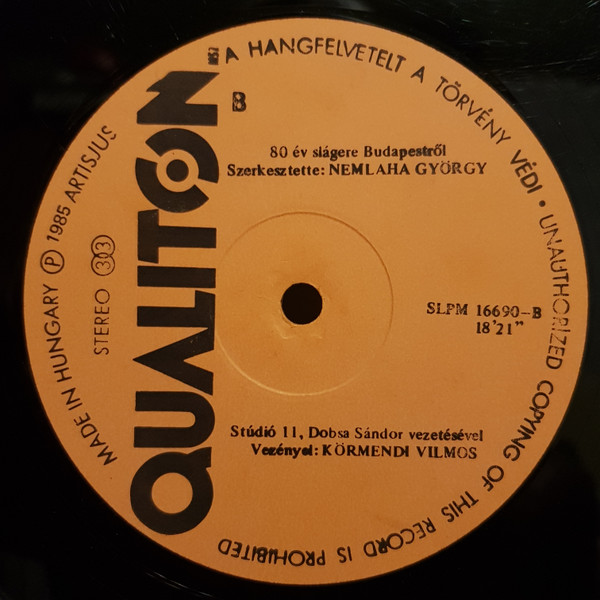 MADE IN HUNGARY Ⓟ 1985 ARTISJUS
STEREO 33
QUALITON
A HANGFELVETELT A TÖRVÉNY VÉDI • UNAUTHORIZED COPYING OF THIS RECORD IS PROHIBITED
B
80 év slágere Budapestről
Szerkesztette: NEMLAHA GYÖRGY
SLPM 16690-B
18'21"
Stúdió 11, Dobsa Sándor vezetésével
Vezényel: KÖRMENDI VILMOS